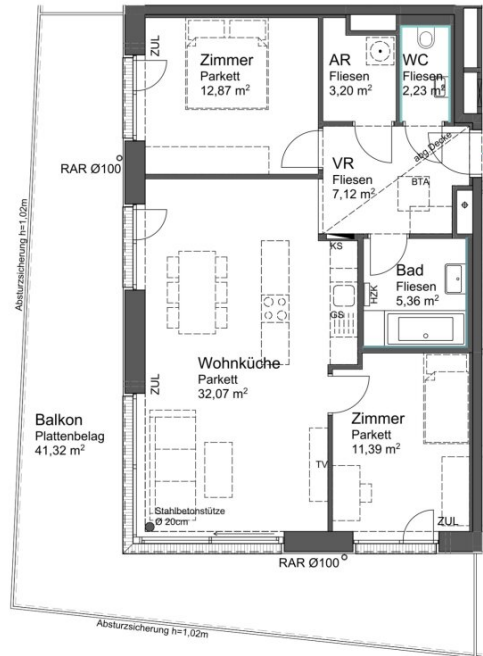 ZUL
Zimmer
Parkett
12,87 m²
AR
Fliesen
3,20 m²
WC
Fliesen
2,23 m²
RAR Ø100
VR
Fliesen
7,12 m²
abg.Decke
BTA
Absturzsicherung h=1,02m
KS
Bad
Fliesen
5,36 m²
HZK
GS
Wohnküche
Parkett
32,07 m²
ZUL
Balkon
Plattenbelag
41,32 m²
Zimmer
Parkett
11,39 m²
TV
Stahlbetonstütze
Ø 20cm
ZUL
RAR Ø100
Absturzsicherung h=1,02m